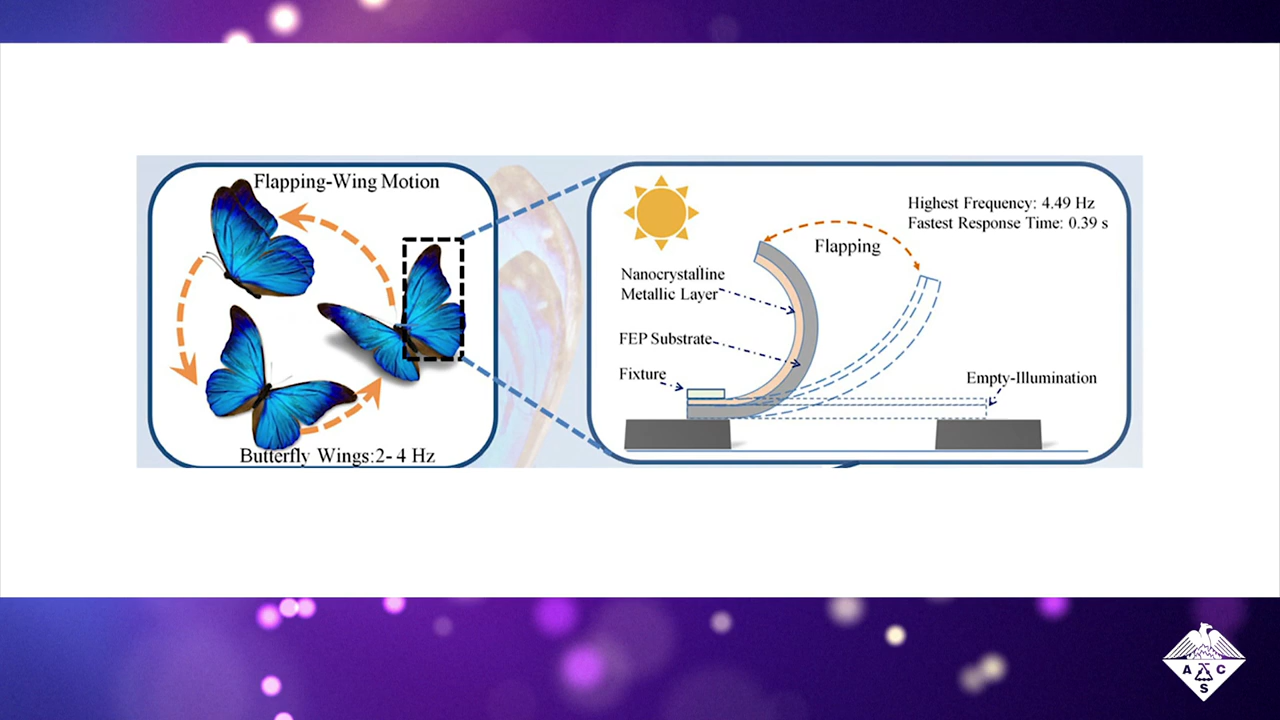 Flapping-Wing Motion
Butterfly Wings:2- 4 Hz
Highest Frequency: 4.49 Hz
Fastest Response Time: 0.39 s
Flapping
Nanocrystalline
Metallic Layer
FEP Substrate
Fixture
Empty-Illumination
A C
S